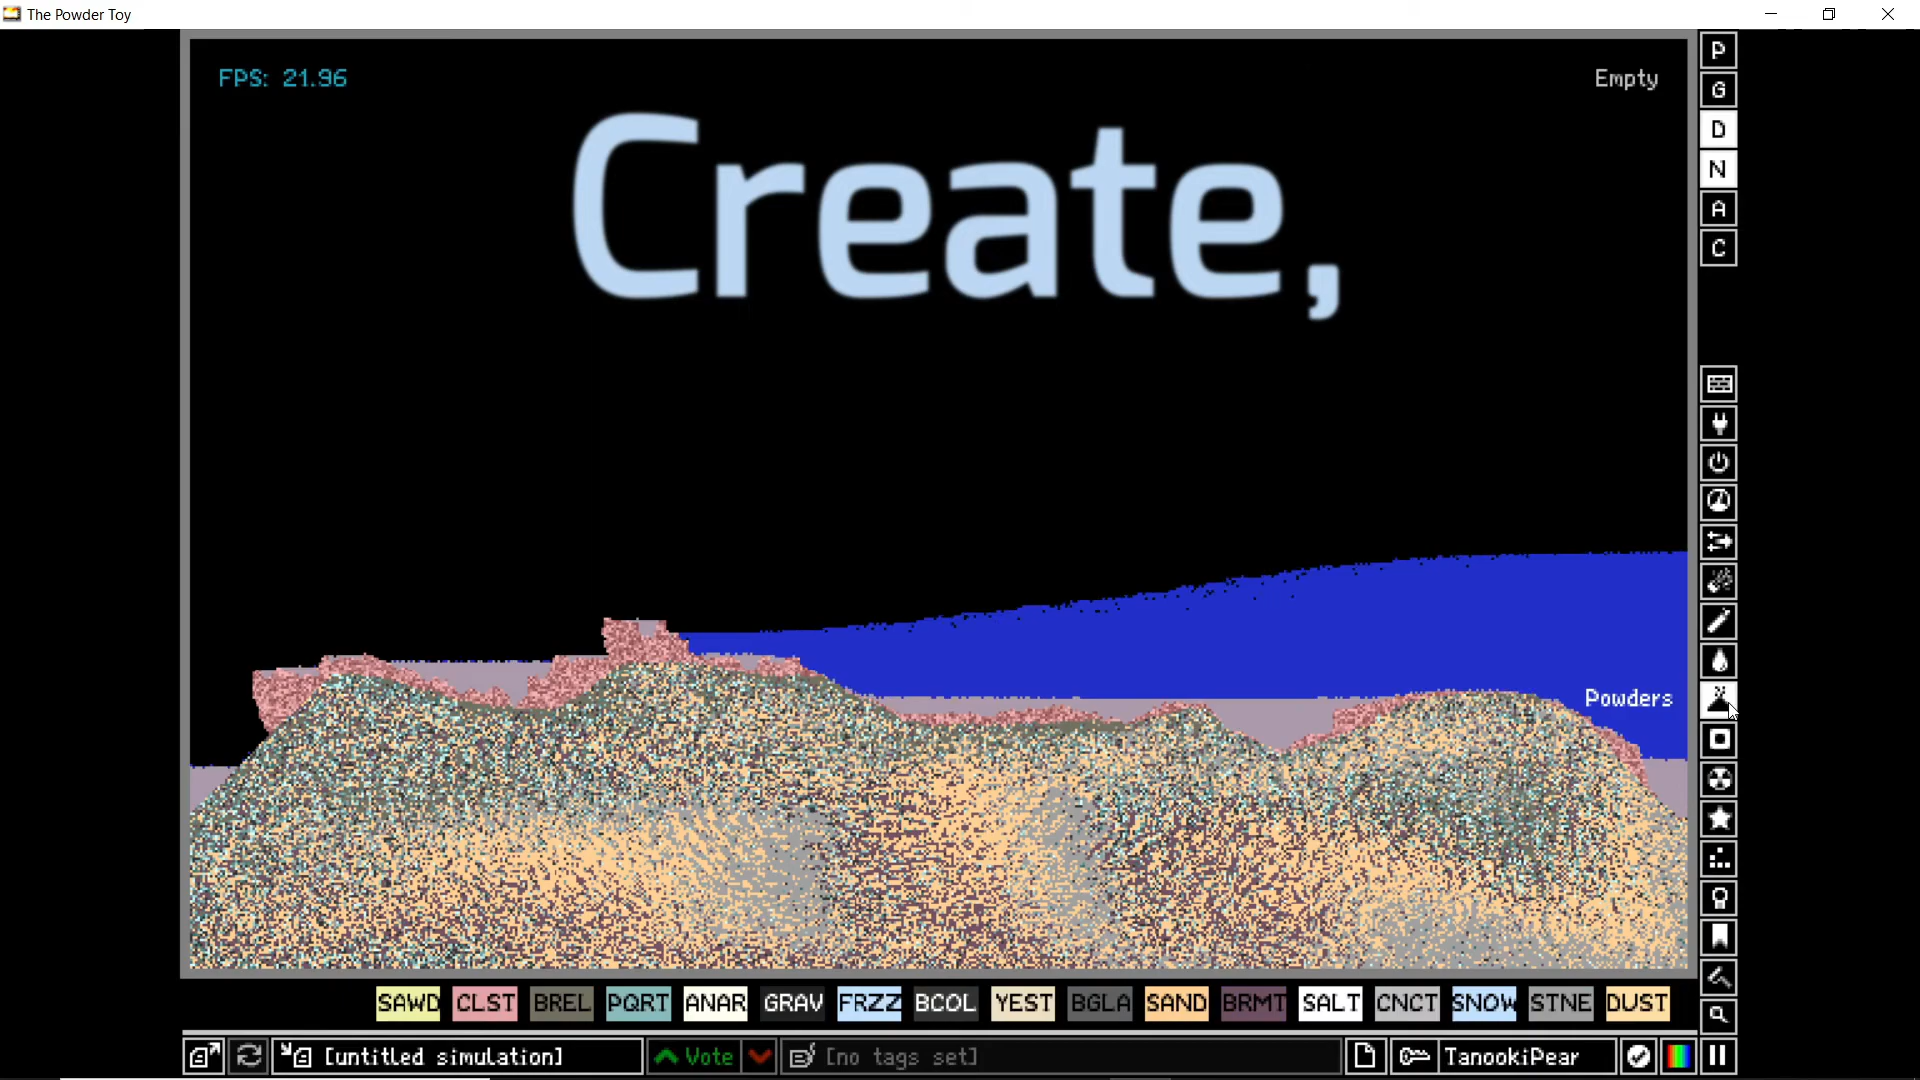 The Powder Toy
FPS: 21.96
Empty
Create,
P
G
D
N
A
C
Powders
SAWD CLST BREL PQRT ANAR GRAV FRZZ BCOL YEST BGLA SAND BRMT SALT CNCT SNOW STNE DUST
[untitled simulation] Vote [no tags set] TanookiPear